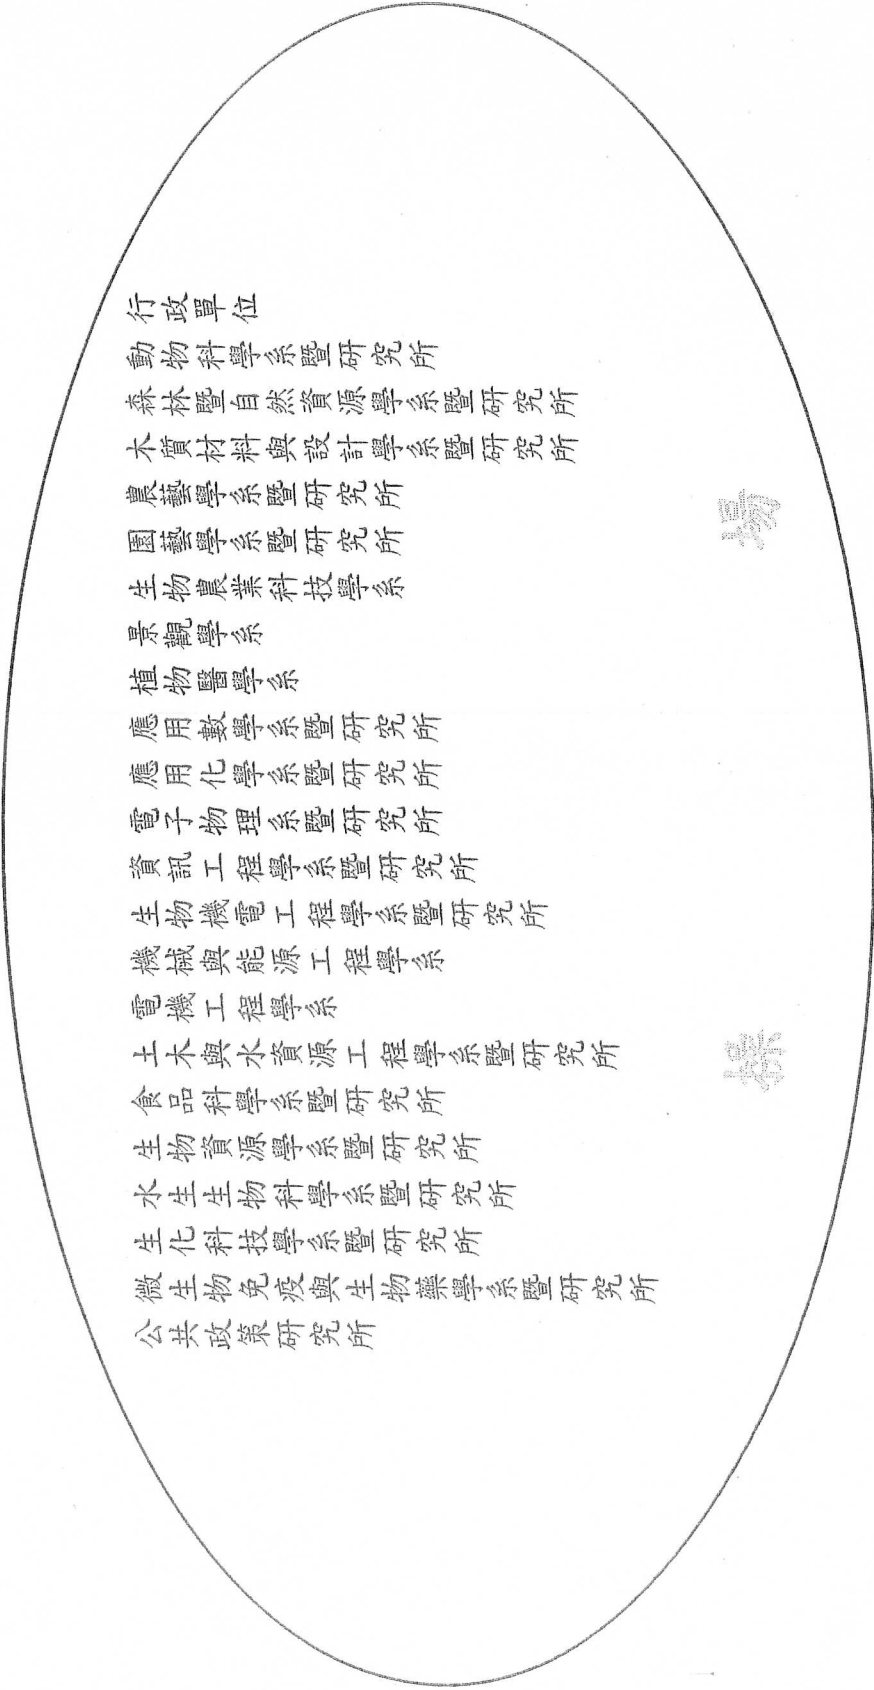 行政單位
動物科學系暨研究所
森林暨自然資源學系暨研究所
木質材料與設計學系暨研究所
農藝學系暨研究所
園藝學系暨研究所
生物農業科技學系
景觀學系
植物醫學系
應用數學系暨研究所
應用化學系暨研究所
電子物理系暨研究所
資訊工程學系暨研究所
生物機電工程學系暨研究所
機械與能源工程學系
電機工程學系
土木與水資源工程學系暨研究所
食品科學系暨研究所
生物資源學系暨研究所
水生生物科學系暨研究所
生化科技學系暨研究所
微生物免疫與生物藥學系暨研究所
公共政策研究所
操場